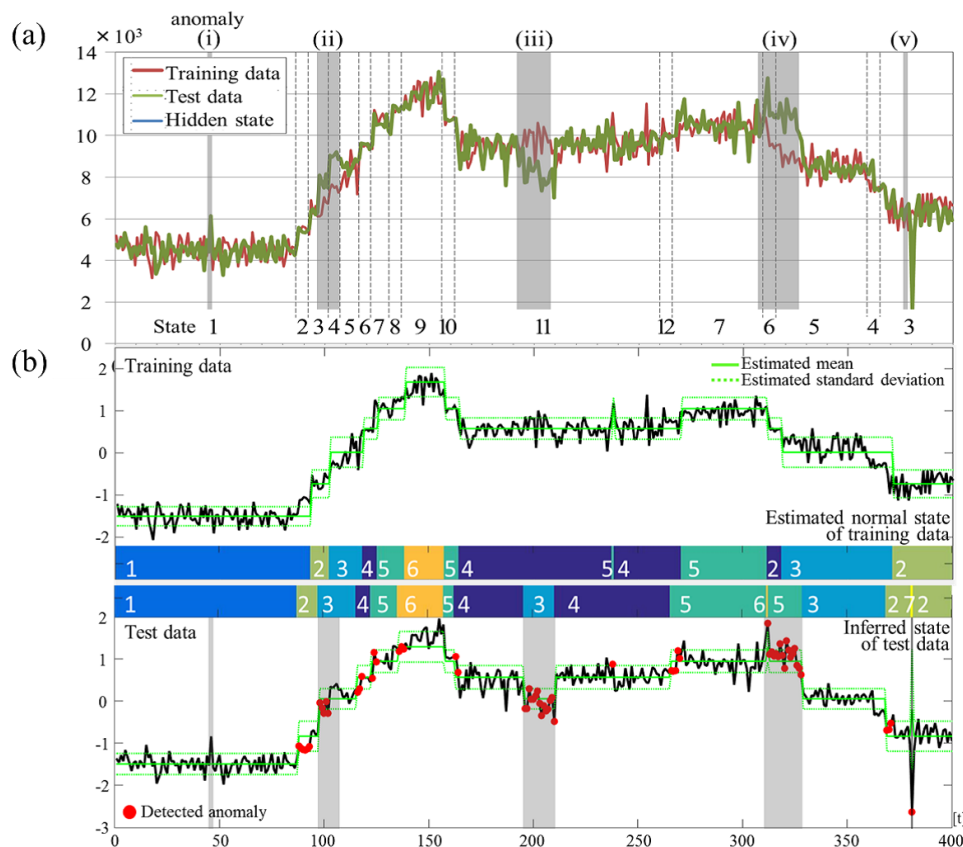 anomaly
(a)
(i) (ii) (iii) (iv) (v)
14 × 10³
Training data
Test data
Hidden state
12
10
8
6
4
2
0
State 1 2 3 4 5 6 7 8 9 10 11 12 7 6 5 4 3
(b)
Training data
Estimated mean
Estimated standard deviation
2
1
0
-1
-2
Estimated normal state
of training data
1 2 3 4 5 6 5 4 5 4 5 2 3 2
1 2 3 4 5 6 5 4 3 4 5 6 5 3 2 7 2
Test data
Inferred state
of test data
2
1
0
-1
-2
-3
Detected anomaly
0 50 100 150 200 250 300 350 400
[t]